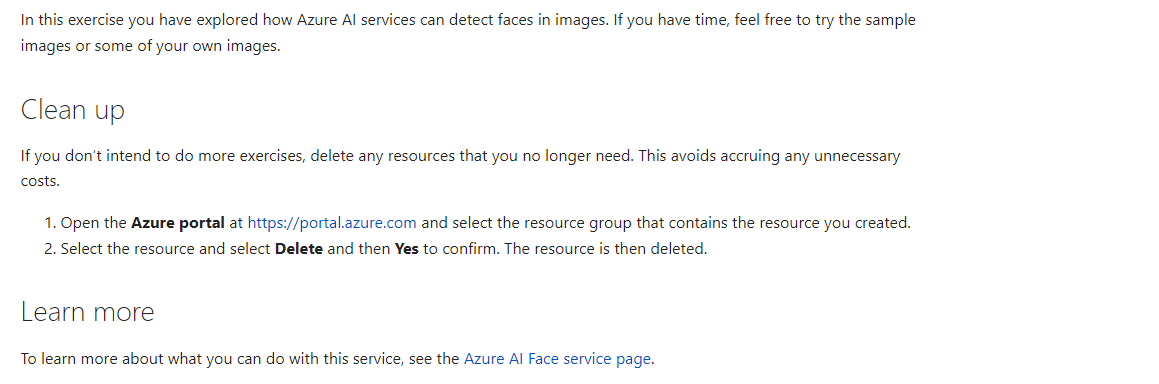 In this exercise you have explored how Azure AI services can detect faces in images. If you have time, feel free to try the sample
images or some of your own images.
Clean up
If you don’t intend to do more exercises, delete any resources that you no longer need. This avoids accruing any unnecessary
costs.
1. Open the Azure portal at https://portal.azure.com and select the resource group that contains the resource you created.
2. Select the resource and select Delete and then Yes to confirm. The resource is then deleted.
Learn more
To learn more about what you can do with this service, see the Azure AI Face service page.